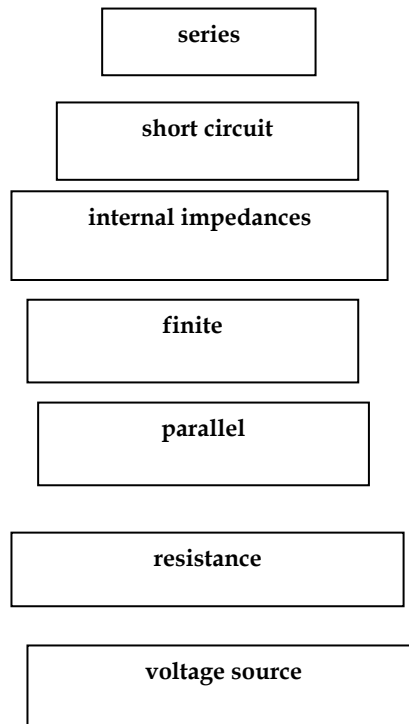 series
short circuit
internal impedances
finite
parallel
resistance
voltage source